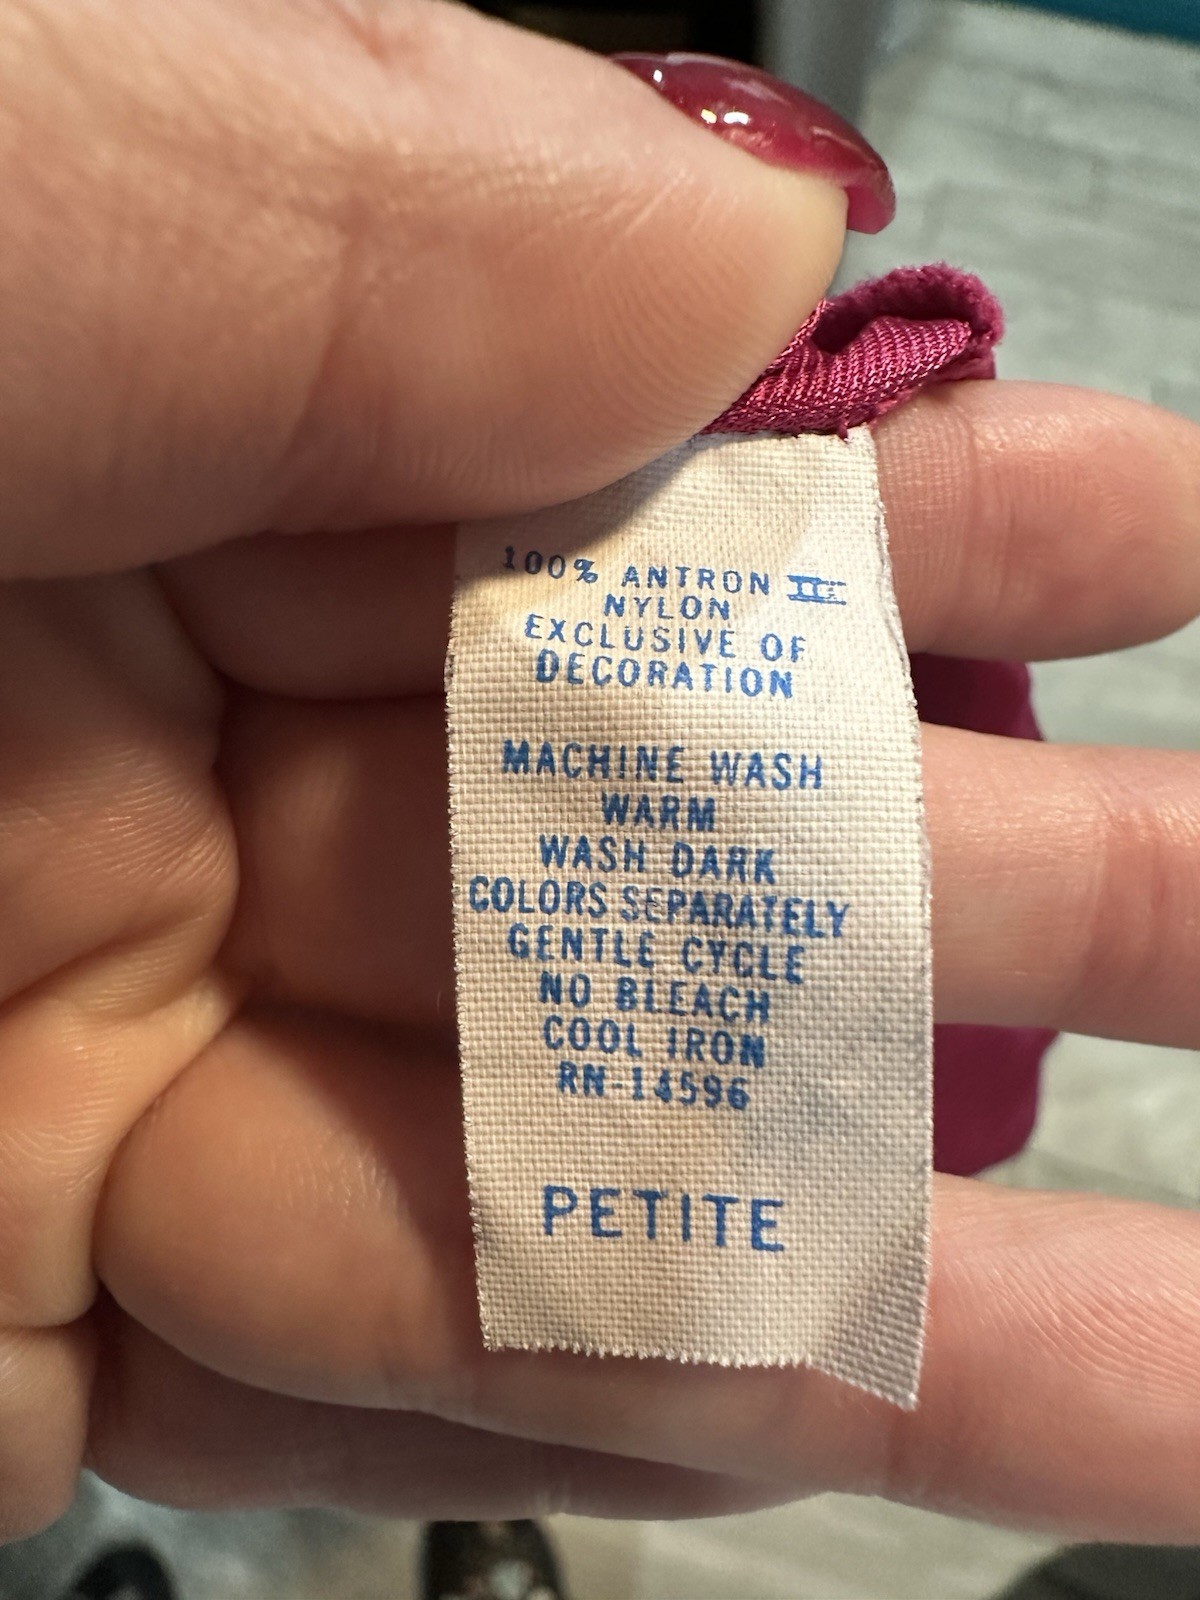 100% ANTRON III
NYLON
EXCLUSIVE OF
DECORATION
MACHINE WASH
WARM
WASH DARK
COLORS SEPARATELY
GENTLE CYCLE
NO BLEACH
COOL IRON
RN-14596
PETITE